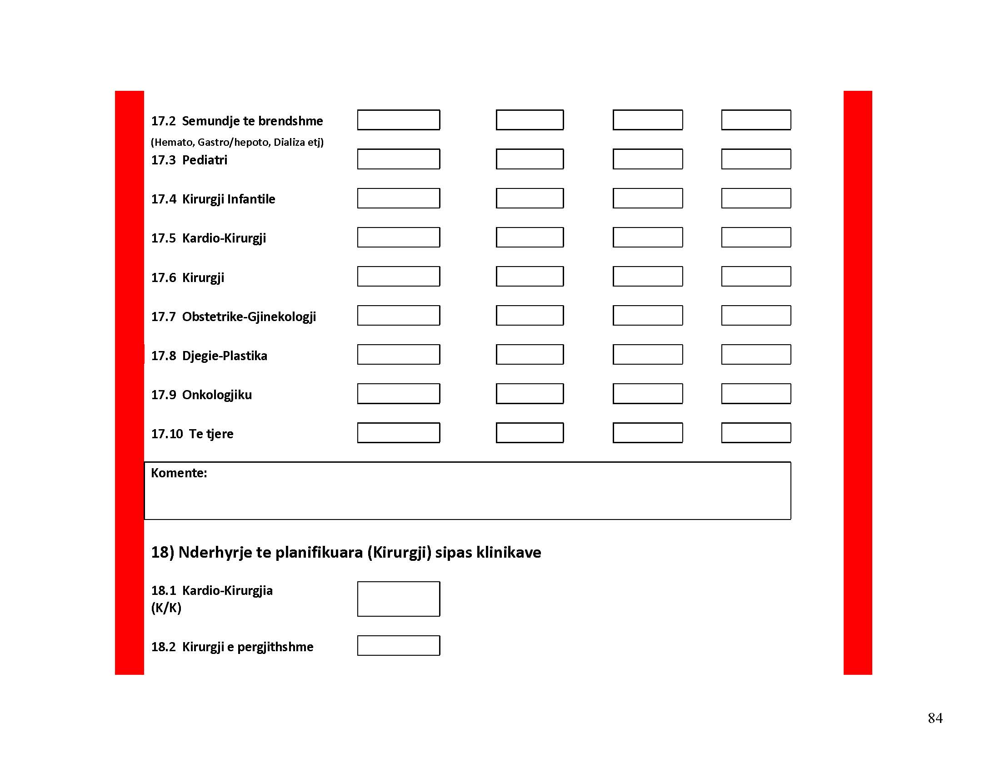 17.2 Semundje te brendshme
(Hemato, Gastro/hepoto, Dializa etj)
17.3 Pediatri
17.4 Kirurgji Infantile
17.5 Kardio-Kirurgji
17.6 Kirurgji
17.7 Obstetrike-Gjinekologji
17.8 Djegie-Plastika
17.9 Onkologjiku
17.10 Te tjere
Komente:
18) Nderhyrje te planifikuara (Kirurgji) sipas klinikave
18.1 Kardio-Kirurgjia
(K/K)
18.2 Kirurgji e pergjithshme
84